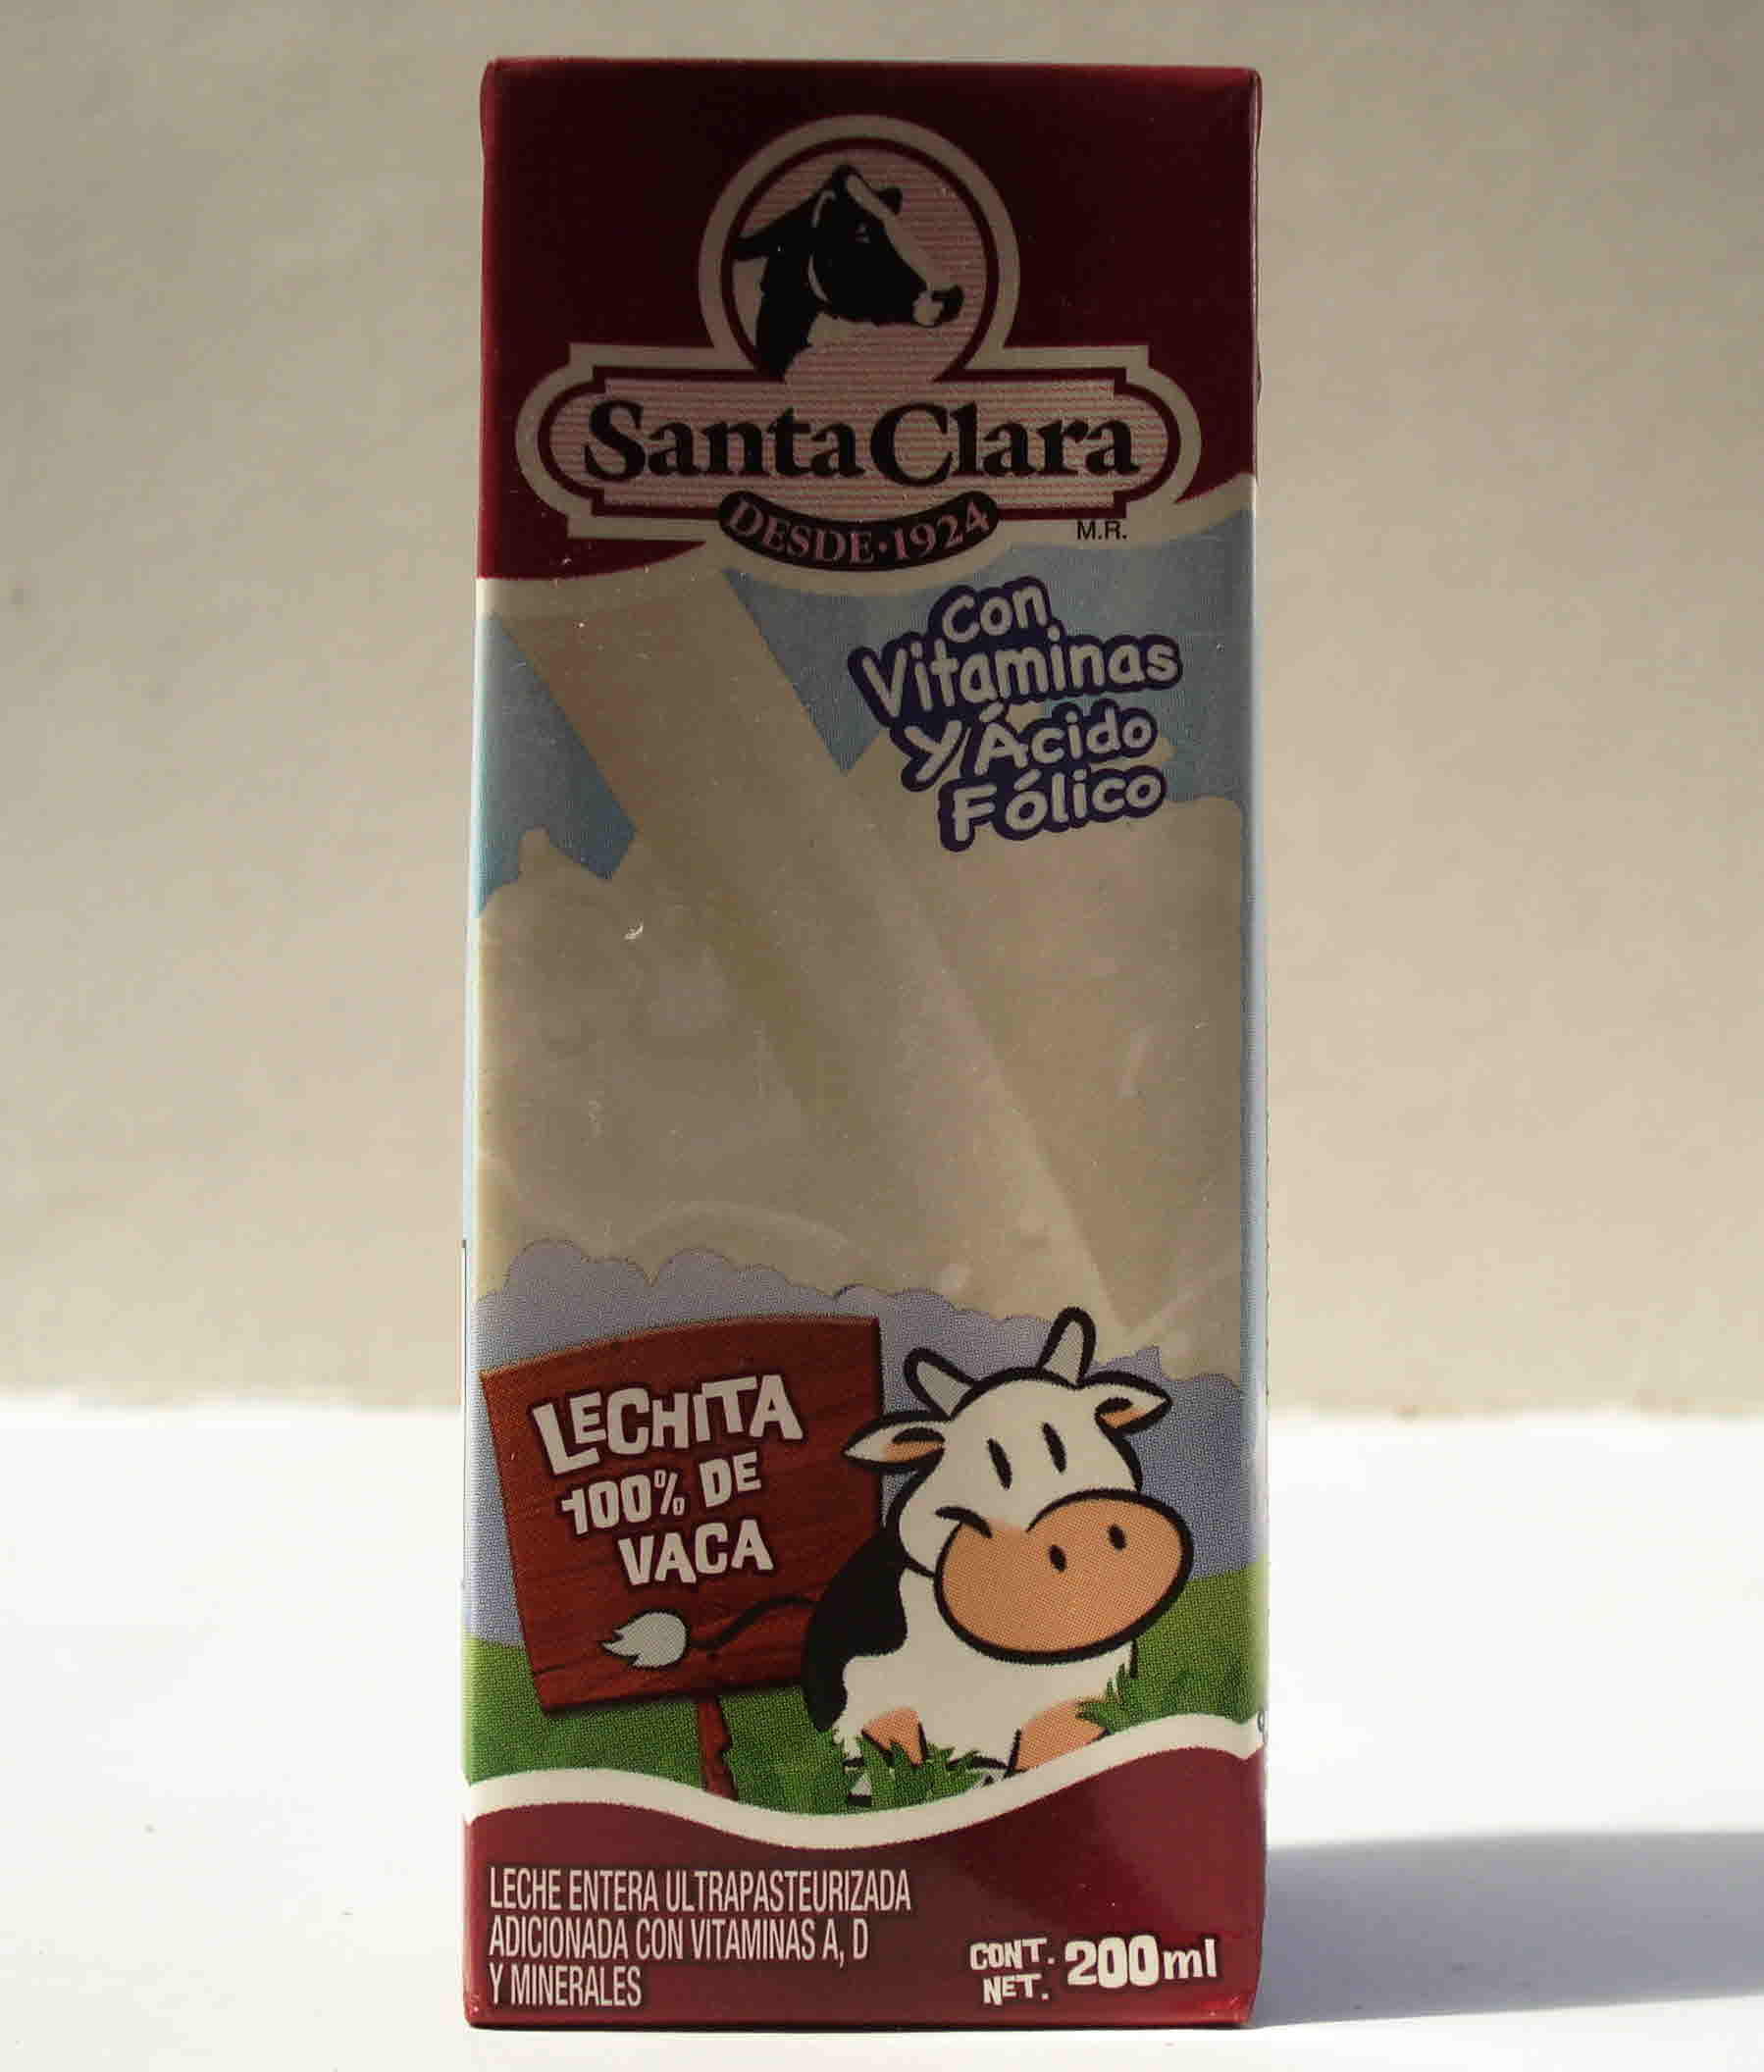 Santa Clara
DESDE·1924
M.R.
Con
Vitaminas
y Ácido
Fólico
LECHITA
100% DE
VACA
LECHE ENTERA ULTRAPASTEURIZADA
ADICIONADA CON VITAMINAS A, D
Y MINERALES
CONT.
NET. 200ml